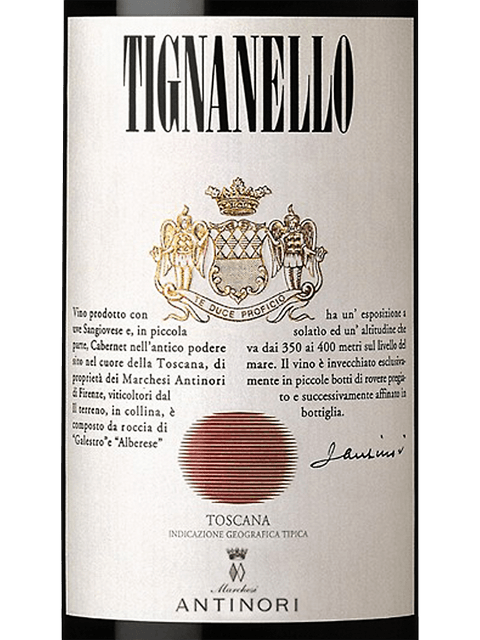 TIGNANELLO
TE DUCE PROFICIO
Vino prodotto con
uve Sangiovese e, in piccola
parte, Cabernet nell'antico podere
sito nel cuore della Toscana, di
proprietà dei Marchesi Antinori
di Firenze, viticoltori dal
Il terreno, in collina, è
composto da roccia di
"Galestro"e "Alberese"
ha un' esposizione a
solatìo ed un' altitudine che
va dai 350 ai 400 metri sul livello del
mare. Il vino è invecchiato esclusiva-
mente in piccole botti di rovere pregia-
to e successivamente affinato in
bottiglia.
Antinori
TOSCANA
INDICAZIONE GEOGRAFICA TIPICA
Marchesi
ANTINORI